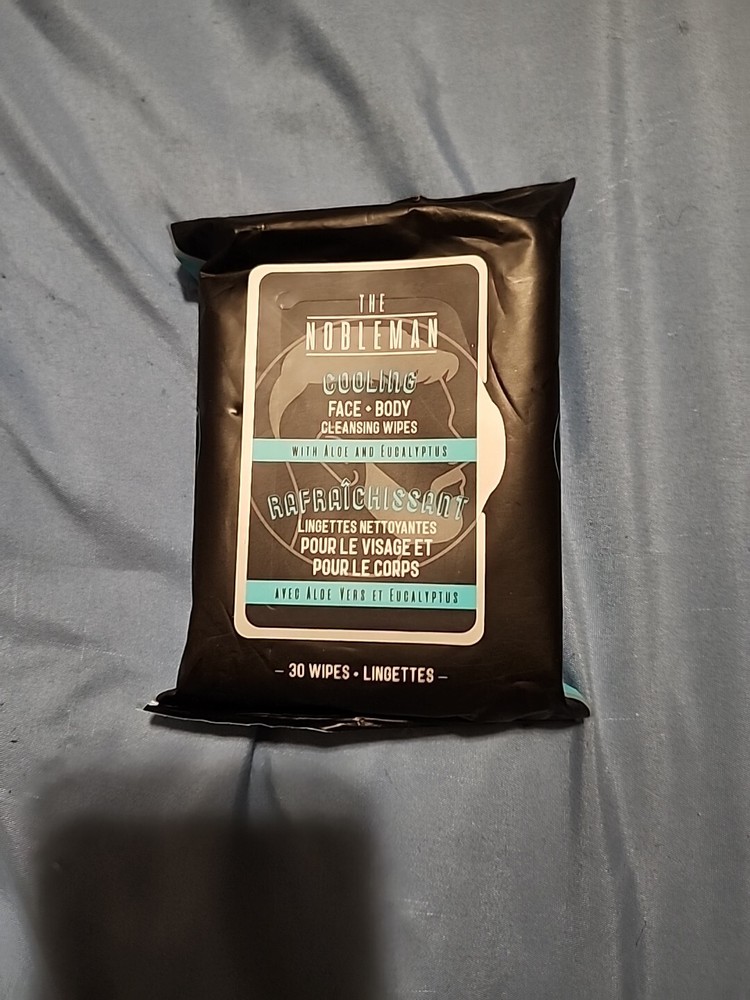 THE
NOBLEMAN
COOLING
FACE • BODY
CLEANSING WIPES
WITH ALOE AND EUCALYPTUS
RAFRAÎCHISSANT
LINGETTES NETTOYANTES
POUR LE VISAGE ET
POUR LE CORPS
AVEC ALOE VERS ET EUCALYPTUS
– 30 WIPES • LINGETTES –